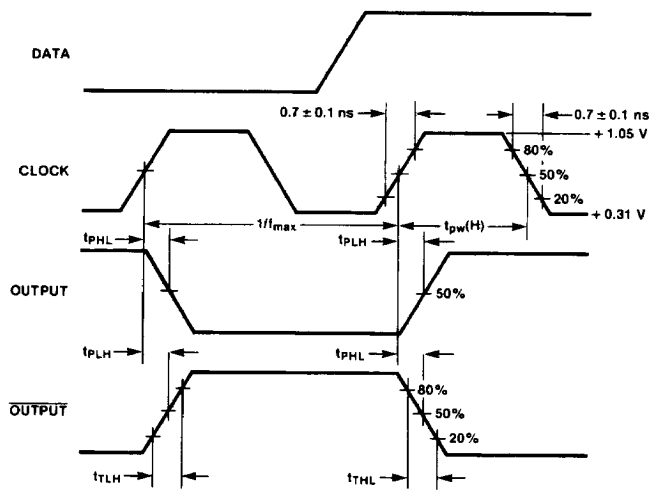 DATA
0.7 ± 0.1 ns
0.7 ± 0.1 ns
+ 1.05 V
CLOCK
80%
50%
20%
+ 0.31 V
1/fmax
tpw(H)
tPHL
tPLH
OUTPUT
50%
tPLH
tPHL
OUTPUT
80%
50%
20%
tTLH
tTHL